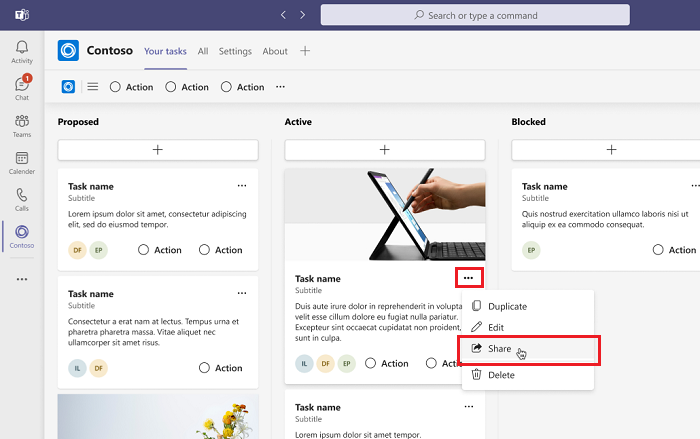 Search or type a command
Activity
Chat
1
Teams
Calender
Calls
Contoso
Contoso
Your tasks
All
Settings
About
Action
Action
Action
Proposed
Task name
Subtitle
Lorem ipsum dolor sit amet, consectetur adipiscing
elit, sed do eiusmod tempor.
DF
EP
Action
Action
Task name
Subtitle
Consectetur a erat nam at lectus. Tempus urna et
pharetra pharetra massa. Vitae aliquet nec
ullamcorper sit amet risus.
IL
DF
Action
Active
Task name
Subtitle
Duis aute irure dolor in reprehenderit in volupta
velit esse cillum dolore eu fugiat nulla pariatur.
Excepteur sint occaecat cupidatat non proident,
sunt in culpa.
IL
DF
EP
Action
Action
Task name
Subtitle
Lorem ipsum dolor sit amet, consectetur
Duplicate
Edit
Share
Delete
Blocked
Task name
Subtitle
Quis nostrud exercitation ullamco laboris nisi ut
aliquip ex ea commodo consequat.
EP
Action